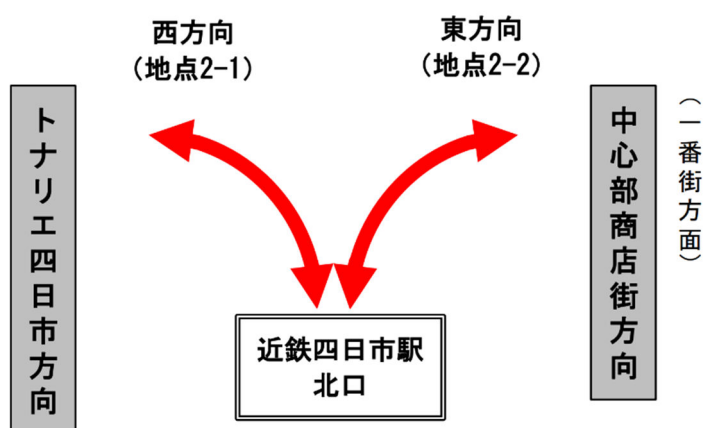 西方向
（地点2-1）
東方向
（地点2-2）
トナリエ四日市方向
中心部商店街方向
（一番街方面）
近鉄四日市駅
北口